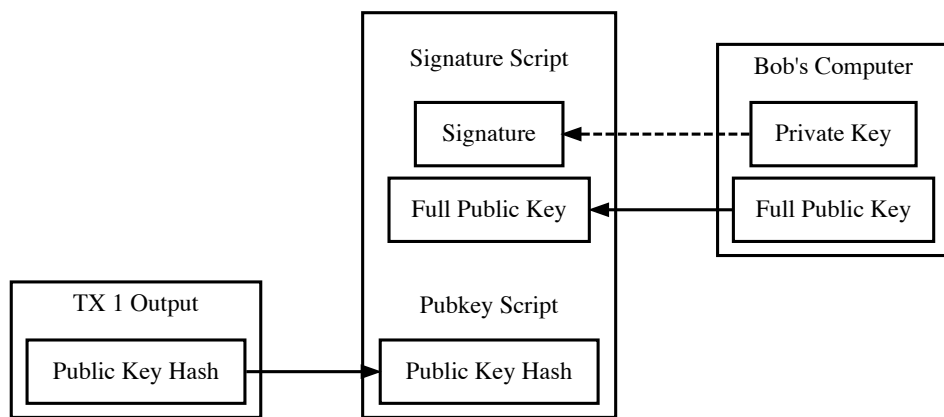 Signature Script
Signature
Full Public Key
Pubkey Script
Public Key Hash
Bob's Computer
Private Key
Full Public Key
TX 1 Output
Public Key Hash